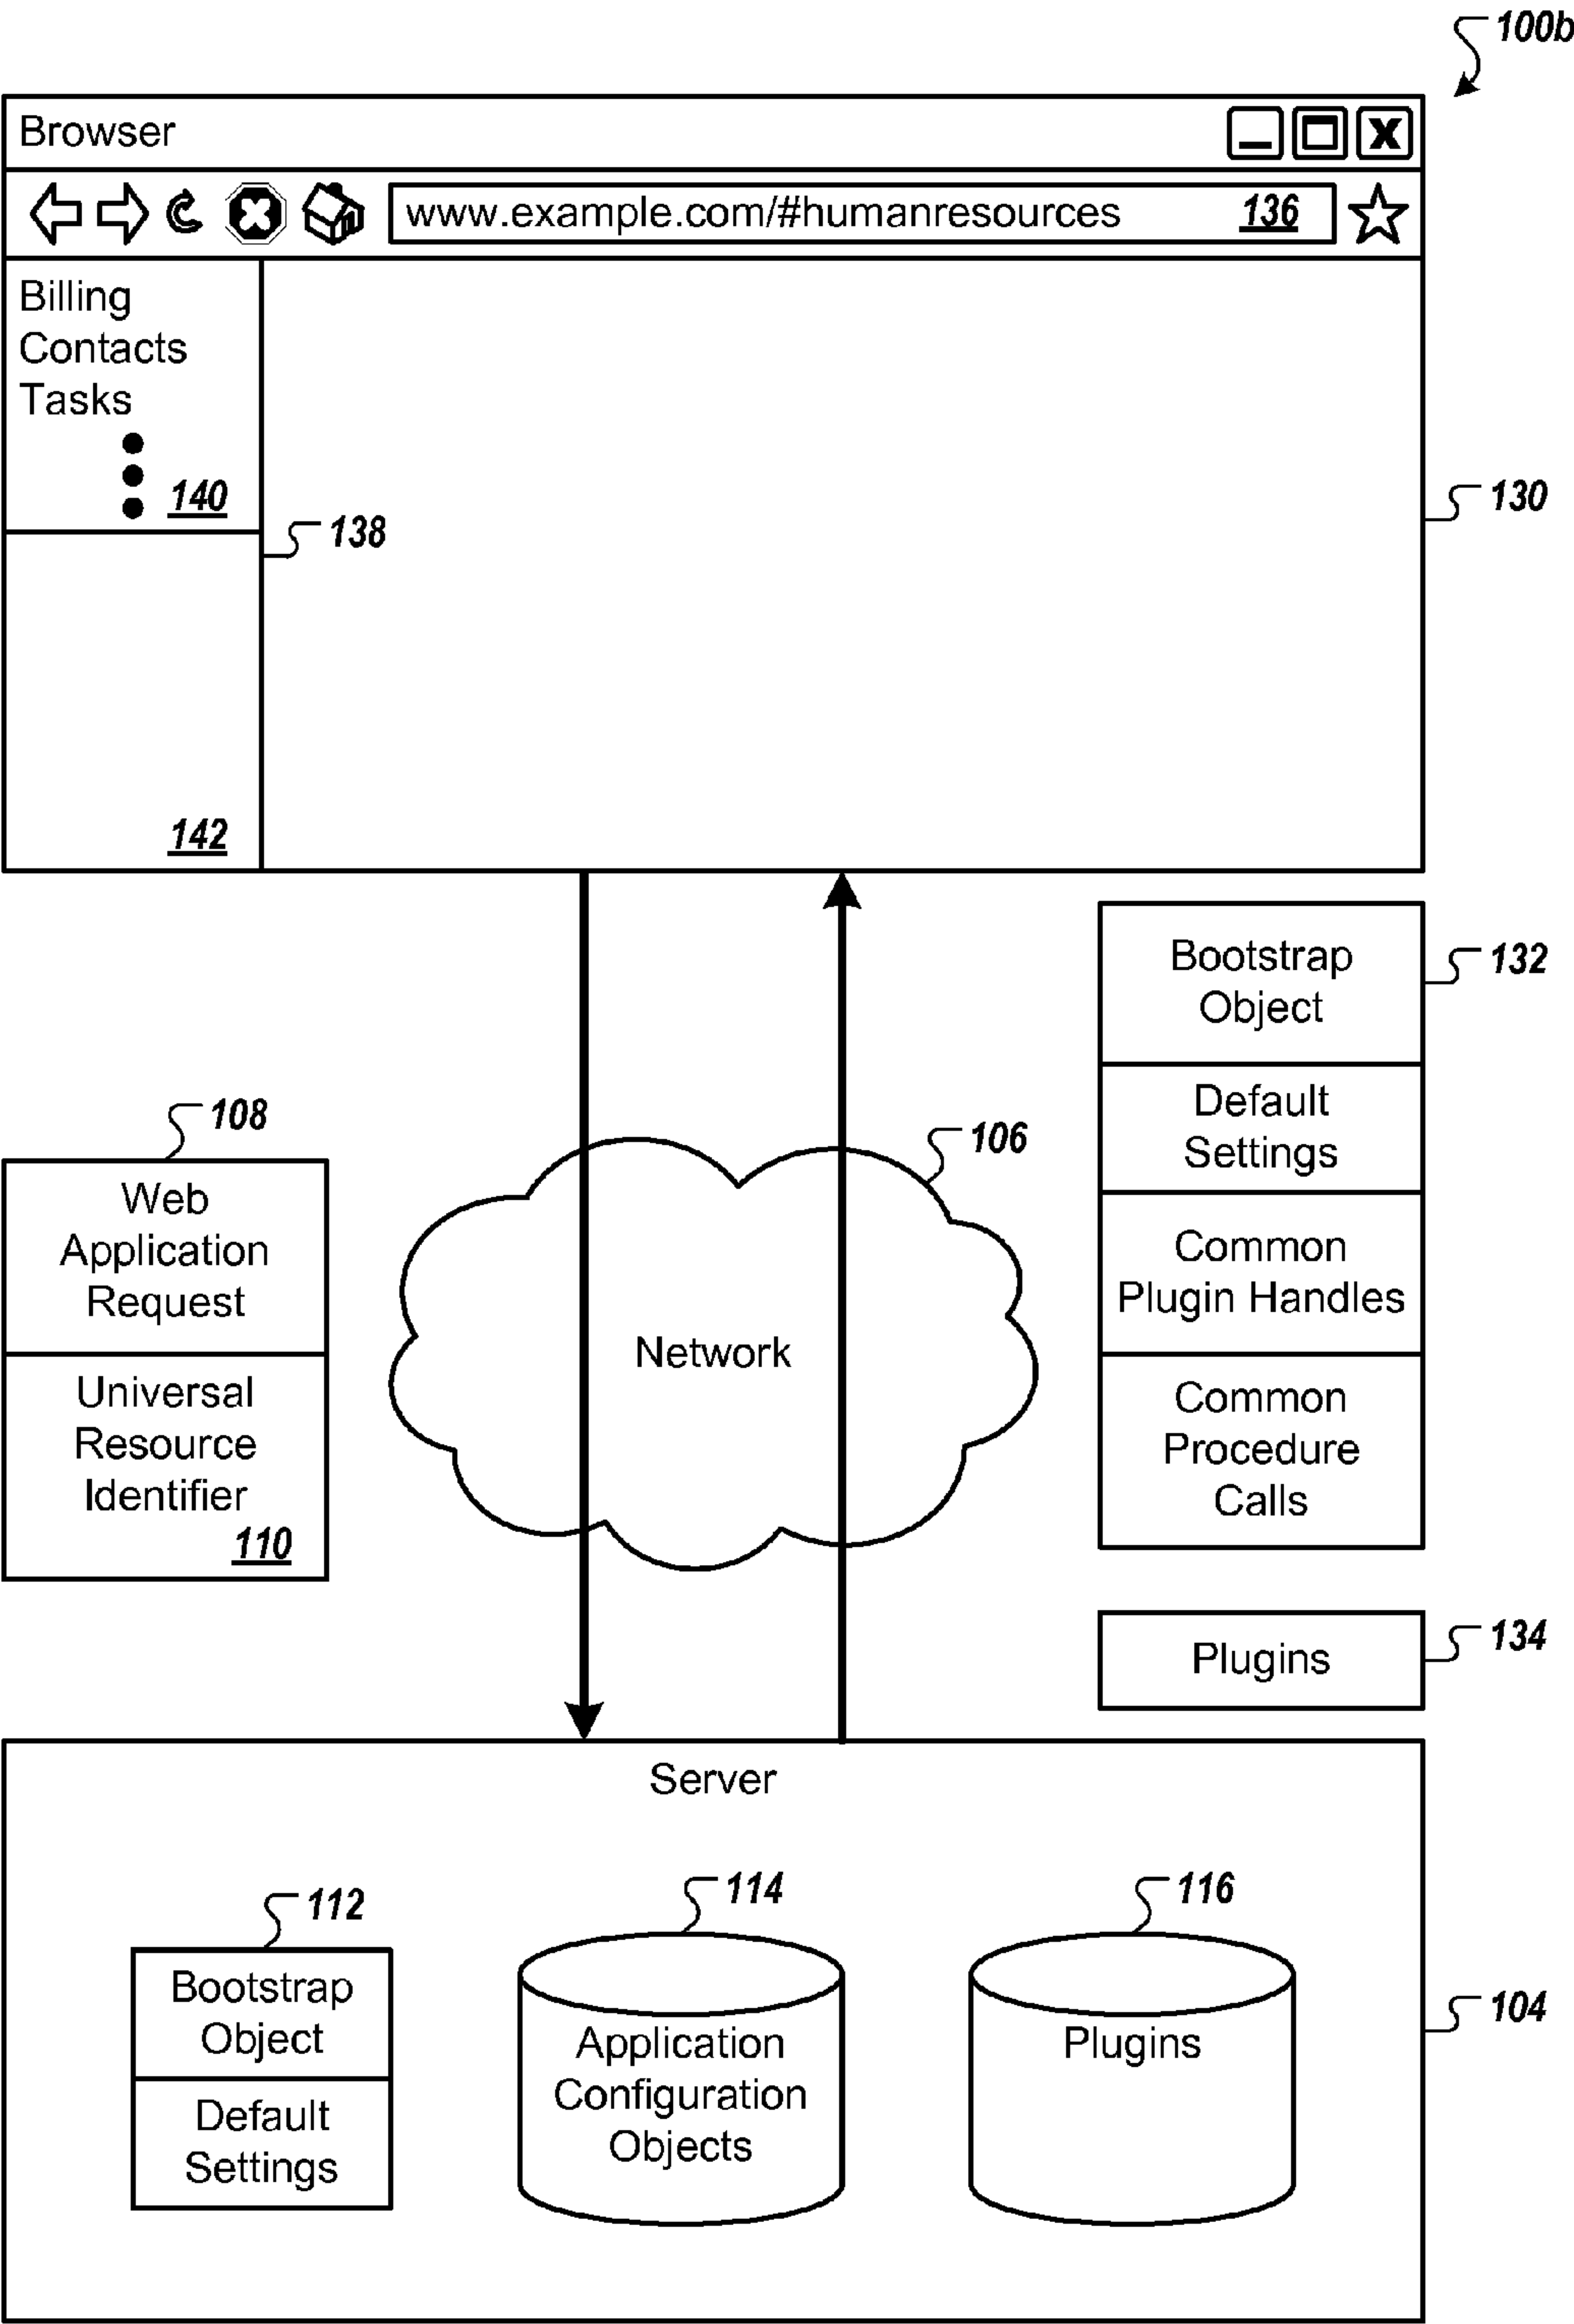 100b
Browser
www.example.com/#humanresources 136
Billing
Contacts
Tasks
140
138
130
142
Bootstrap
Object
132
Default
Settings
Common
Plugin Handles
Common
Procedure
Calls
108
Web
Application
Request
Universal
Resource
Identifier
110
106
Network
Plugins
134
Server
112
Bootstrap
Object
Default
Settings
114
Application
Configuration
Objects
116
Plugins
104